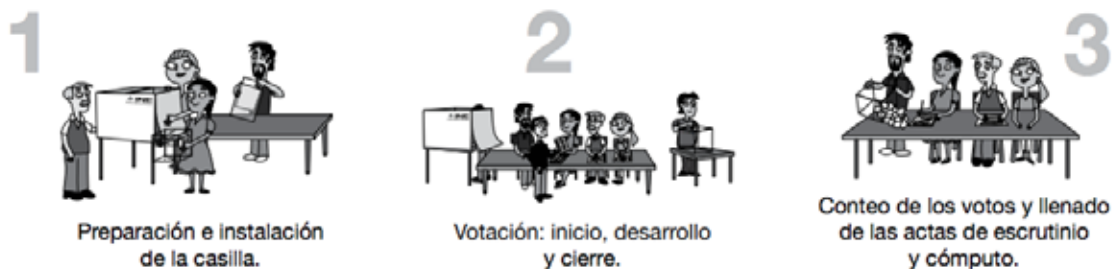 1
Preparación e instalación
de la casilla.
2
Votación: inicio, desarrollo
y cierre.
3
Conteo de los votos y llenado
de las actas de escrutinio
y cómputo.